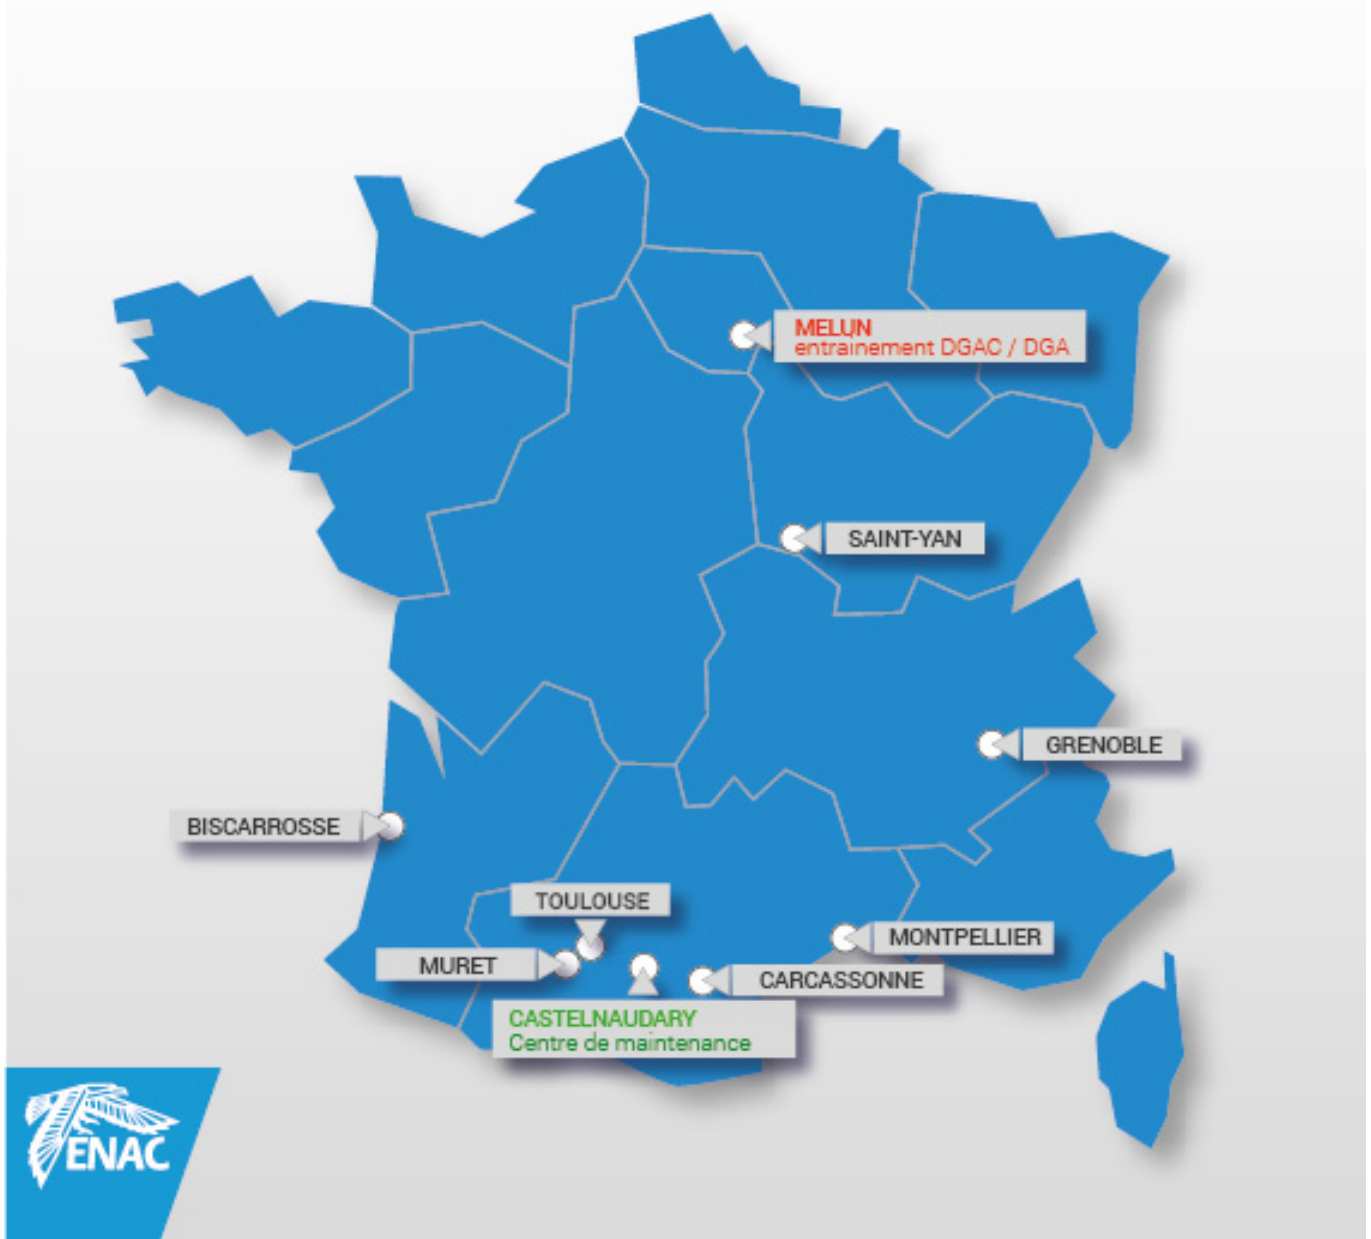 MELUN
entrainement DGAC / DGA
SAINT-YAN
GRENOBLE
BISCARROSSE
TOULOUSE
MONTPELLIER
MURET
CARCASSONNE
CASTELNAUDARY
Centre de maintenance
ENAC